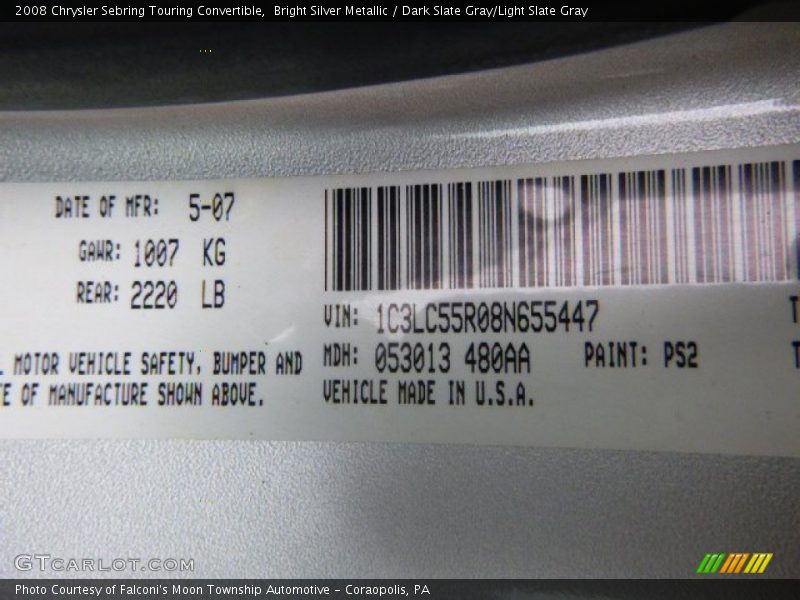 2008 Chrysler Sebring Touring Convertible, Bright Silver Metallic / Dark Slate Gray/Light Slate Gray
DATE OF MFR: 5-07
GAWR: 1007 KG
REAR: 2220 LB
MOTOR VEHICLE SAFETY, BUMPER AND
OF MANUFACTURE SHOWN ABOVE.
VIN: 1C3LC55R08N655447
MDH: 053013 480AA PAINT: PS2
VEHICLE MADE IN U.S.A.
GTCARLOT.COM
Photo Courtesy of Falconi's Moon Township Automotive - Coraopolis, PA